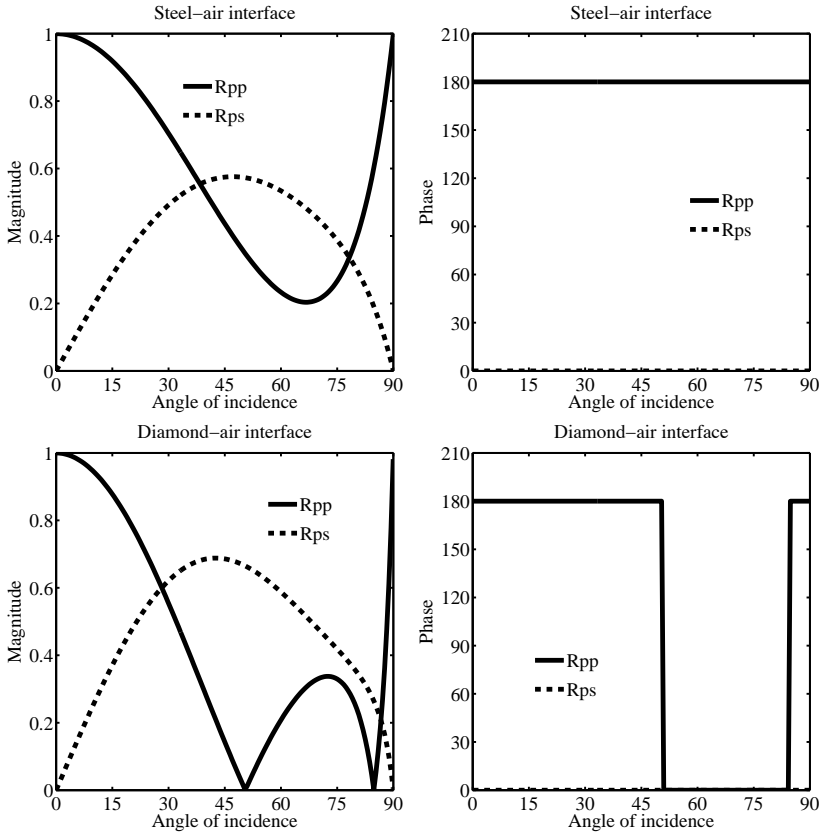 Steel−air interface
1
0.8
0.6
0.4
0.2
0
Magnitude
Rpp
Rps
0 15 30 45 60 75 90
Angle of incidence
Steel−air interface
210
180
150
120
90
60
30
0
Phase
Rpp
Rps
0 15 30 45 60 75 90
Angle of incidence
Diamond−air interface
1
0.8
0.6
0.4
0.2
0
Magnitude
Rpp
Rps
0 15 30 45 60 75 90
Angle of incidence
Diamond−air interface
210
180
150
120
90
60
30
0
Phase
Rpp
Rps
0 15 30 45 60 75 90
Angle of incidence